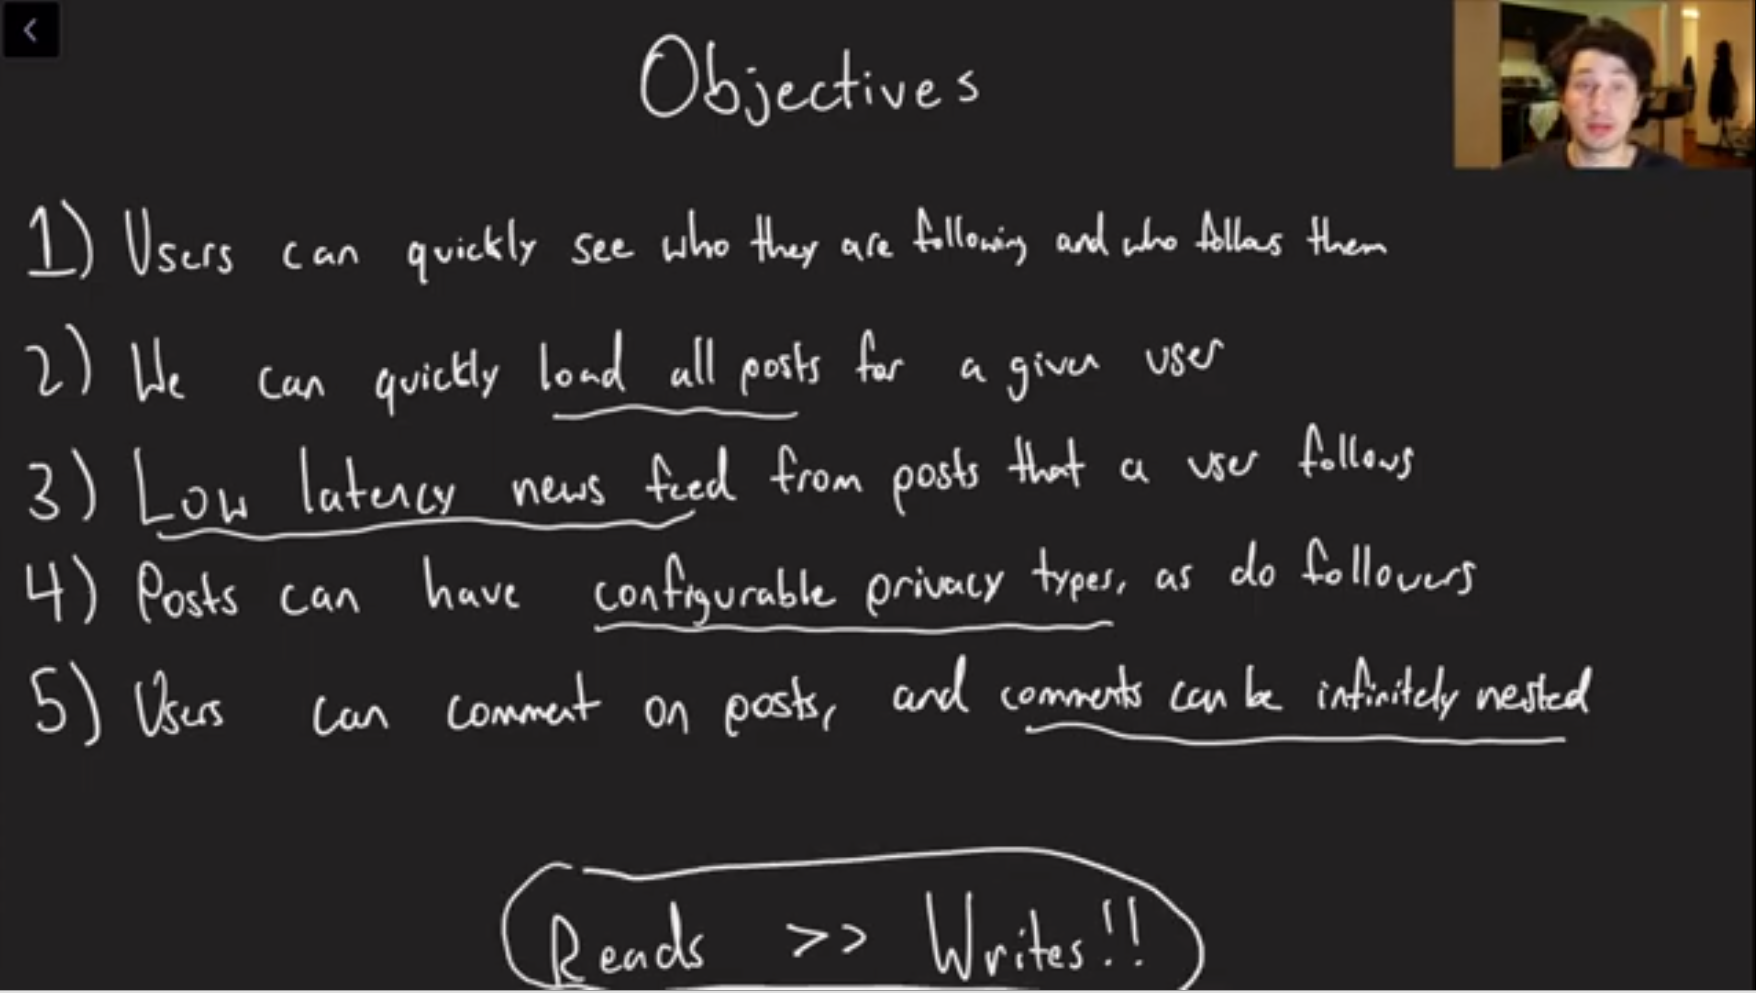 Objectives
1) Users can quickly see who they are following and who follows them
2) We can quickly load all posts for a given user
3) Low latency news feed from posts that a user follows
4) Posts can have configurable privacy types, as do followers
5) Users can comment on posts, and comments can be infinitely nested
Reads >> Writes!!